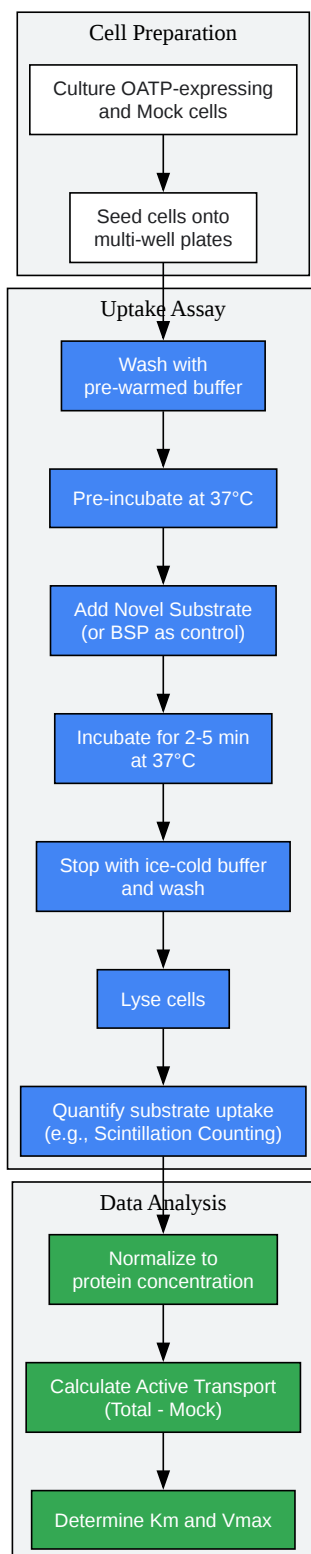 Cell Preparation
Culture OATP-expressing
and Mock cells
Seed cells onto
multi-well plates
Uptake Assay
Wash with
pre-warmed buffer
Pre-incubate at 37°C
Add Novel Substrate
(or BSP as control)
Incubate for 2-5 min
at 37°C
Stop with ice-cold buffer
and wash
Lyse cells
Quantify substrate uptake
(e.g., Scintillation Counting)
Data Analysis
Normalize to
protein concentration
Calculate Active Transport
(Total - Mock)
Determine Km and Vmax